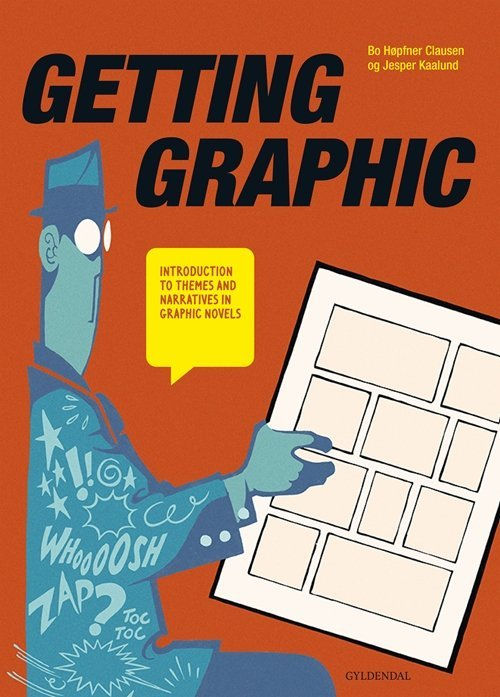 Bo Høpfner Clausen
og Jesper Kaalund
GETTING
GRAPHIC
INTRODUCTION
TO THEMES AND
NARRATIVES IN
GRAPHIC NOVELS
!!
WHOOOOSH
ZAP?
TOC
TOC
GYLDENDAL